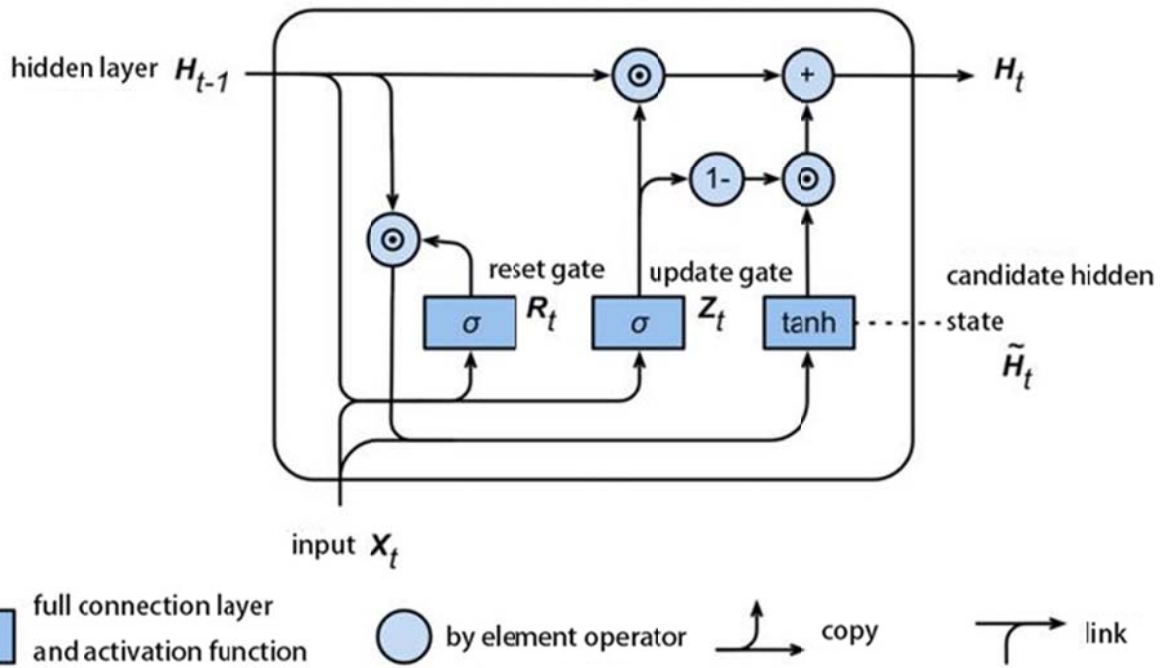 hidden layer H_{t-1}
H_t
⊙
+
1-
⊙
⊙
reset gate
update gate
candidate hidden
σ
R_t
σ
Z_t
tanh
state
H̃_t
input X_t
full connection layer
and activation function
by element operator
copy
link